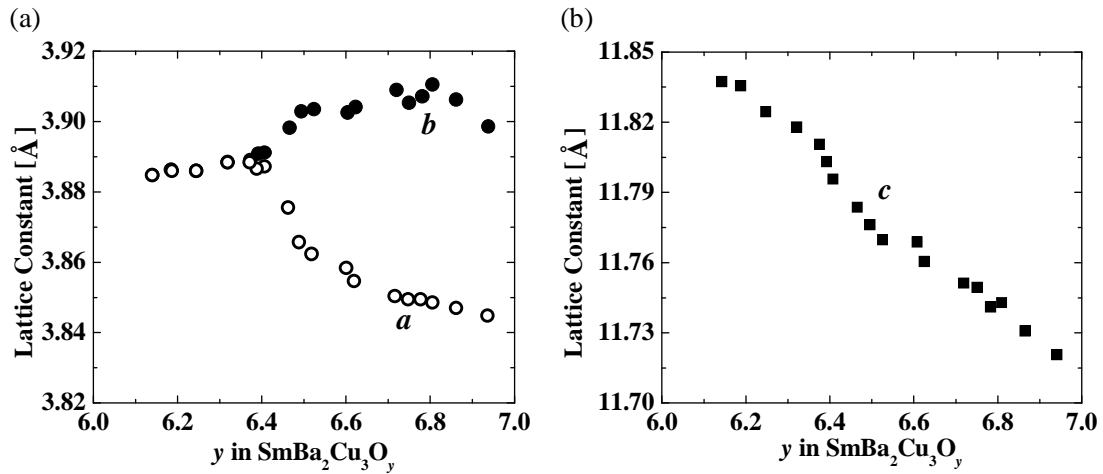 (a)
3.92
3.90
3.88
3.86
3.84
3.82
6.0 6.2 6.4 6.6 6.8 7.0
Lattice Constant [Å]
y in SmBa₂Cu₃Oy
b
a
(b)
11.85
11.82
11.79
11.76
11.73
11.70
6.0 6.2 6.4 6.6 6.8 7.0
Lattice Constant [Å]
y in SmBa₂Cu₃Oy
c